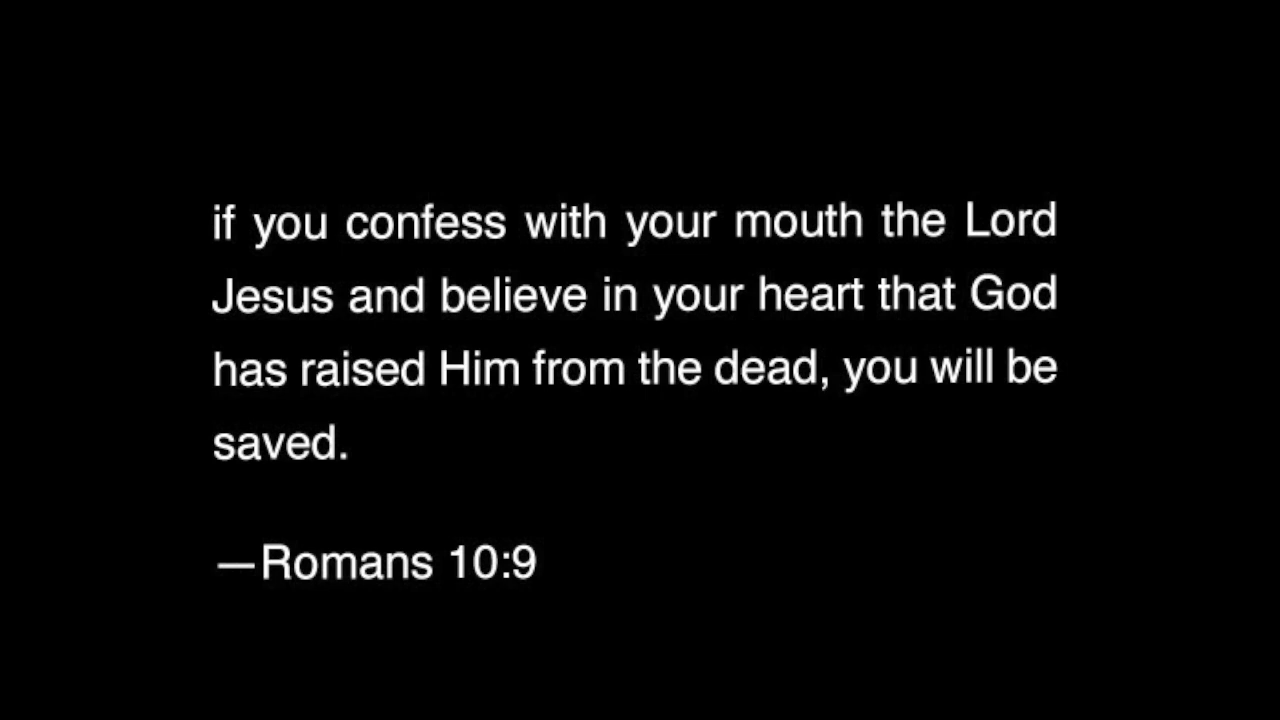 if you confess with your mouth the Lord
Jesus and believe in your heart that God
has raised Him from the dead, you will be
saved.
—Romans 10:9